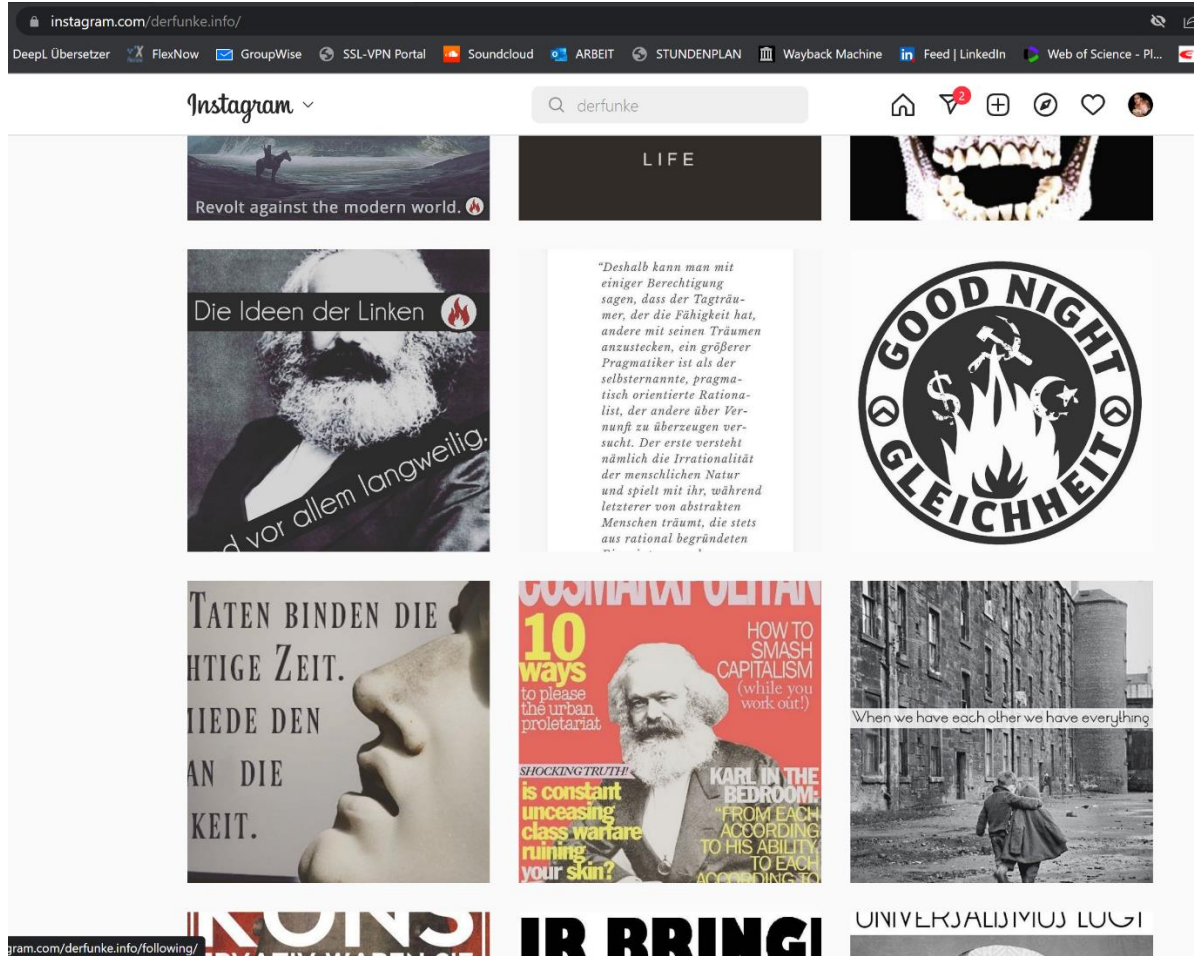 instagram.com/derfunke.info/
DeepL Übersetzer FlexNow GroupWise SSL-VPN Portal Soundcloud ARBEIT STUNDENPLAN Wayback Machine Feed | LinkedIn Web of Science - Pl...
Instagram
derfunke
2
Revolt against the modern world.
LIFE
Die Ideen der Linken
d vor allem langweilig.
"Deshalb kann man mit
einiger Berechtigung
sagen, dass der Tagträu-
mer, der die Fähigkeit hat,
andere mit seinen Träumen
anzustecken, ein größerer
Pragmatiker ist als der
selbsternannte, pragma-
tisch orientierte Rationa-
list, der andere über Ver-
nunft zu überzeugen ver-
sucht. Der erste versteht
nämlich die Irrationalität
der menschlichen Natur
und spielt mit ihr, während
letzterer von abstrakten
Menschen träumt, die stets
aus rational begründeten
GOOD NIGHT
GLEICHHEIT
TATEN BINDEN DIE
HTIGE ZEIT.
MIEDE DEN
AN DIE
KEIT.
COSMARXPOLITAN
10
ways
to please
the urban
proletariat
HOW TO
SMASH
CAPITALISM
(while you
work out!)
SHOCKING TRUTH!
is constant
unceasing
class warfare
ruining
your skin?
KARL IN THE
BEDROOM:
"FROM EACH
ACCORDING
TO HIS ABILITY,
TO EACH
ACCORDING TO
When we have each other we have everything
KONS
ERVATIV WAREN SIE
IR BRING
UNIVERSALISMUS LÜGT
gram.com/derfunke.info/following/